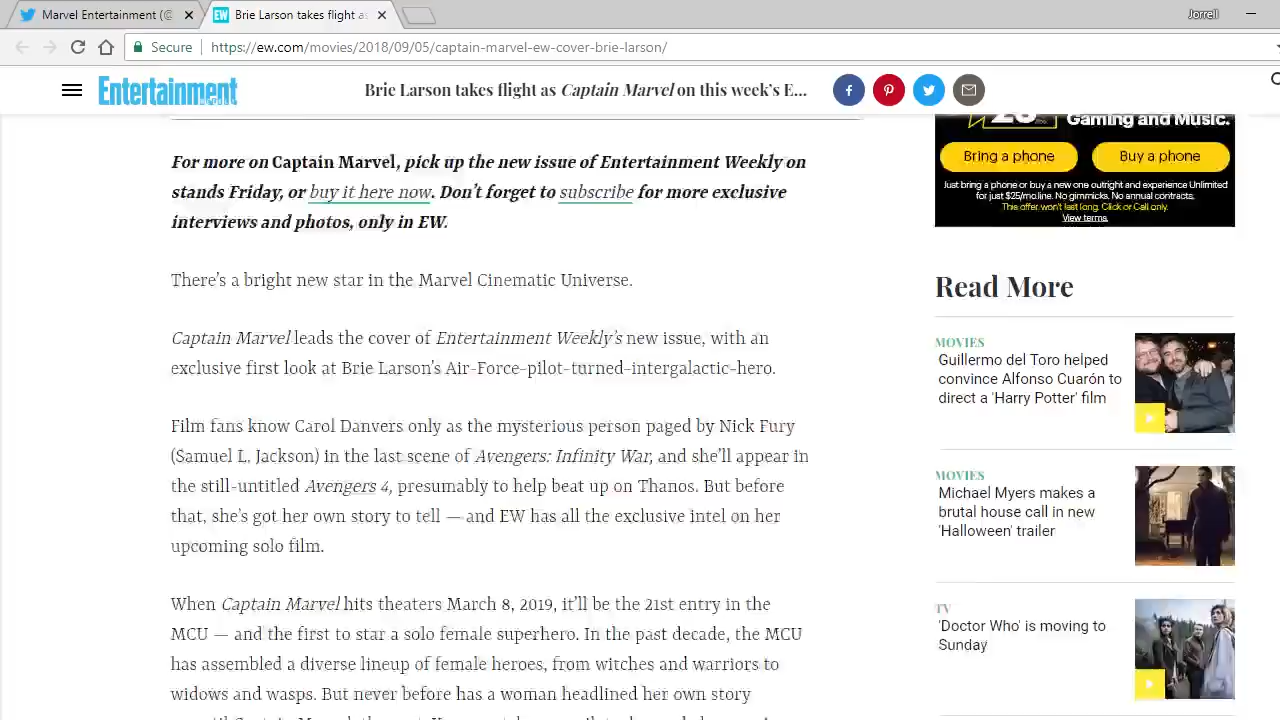 Marvel Entertainment (@
EW Brie Larson takes flight as
Jorrell
Secure https://ew.com/movies/2018/09/05/captain-marvel-ew-cover-brie-larson/
Entertainment
Brie Larson takes flight as Captain Marvel on this week's E...
Gaming and Music.
Bring a phone
Buy a phone
Just bring a phone or buy a new one outright and experience Unlimited
for just $25/mo.line. No gimmicks. No annual contracts.
This offer won't last long. Click or Call only.
View terms.
For more on Captain Marvel, pick up the new issue of Entertainment Weekly on
stands Friday, or buy it here now. Don't forget to subscribe for more exclusive
interviews and photos, only in EW.
There's a bright new star in the Marvel Cinematic Universe.
Captain Marvel leads the cover of Entertainment Weekly's new issue, with an
exclusive first look at Brie Larson's Air-Force-pilot-turned-intergalactic-hero.
Film fans know Carol Danvers only as the mysterious person paged by Nick Fury
(Samuel L. Jackson) in the last scene of Avengers: Infinity War, and she'll appear in
the still-untitled Avengers 4, presumably to help beat up on Thanos. But before
that, she's got her own story to tell — and EW has all the exclusive intel on her
upcoming solo film.
When Captain Marvel hits theaters March 8, 2019, it'll be the 21st entry in the
MCU — and the first to star a solo female superhero. In the past decade, the MCU
has assembled a diverse lineup of female heroes, from witches and warriors to
widows and wasps. But never before has a woman headlined her own story
Read More
MOVIES
Guillermo del Toro helped
convince Alfonso Cuarón to
direct a 'Harry Potter' film
MOVIES
Michael Myers makes a
brutal house call in new
'Halloween' trailer
TV
'Doctor Who' is moving to
Sunday